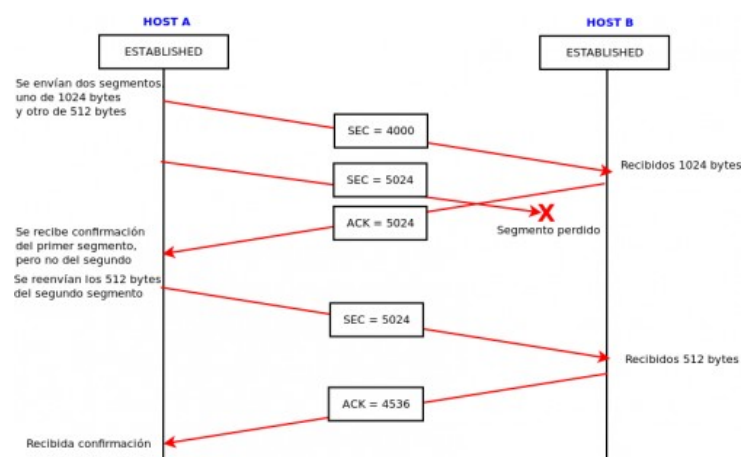 HOST A
HOST B
ESTABLISHED
ESTABLISHED
Se envían dos segmentos
uno de 1024 bytes
y otro de 512 bytes
SEC = 4000
Recibidos 1024 bytes
SEC = 5024
ACK = 5024
X
Segmento perdido
Se recibe confirmación
del primer segmento,
pero no del segundo
Se reenvían los 512 bytes
del segundo segmento
SEC = 5024
Recibidos 512 bytes
ACK = 4536
Recibida confirmación